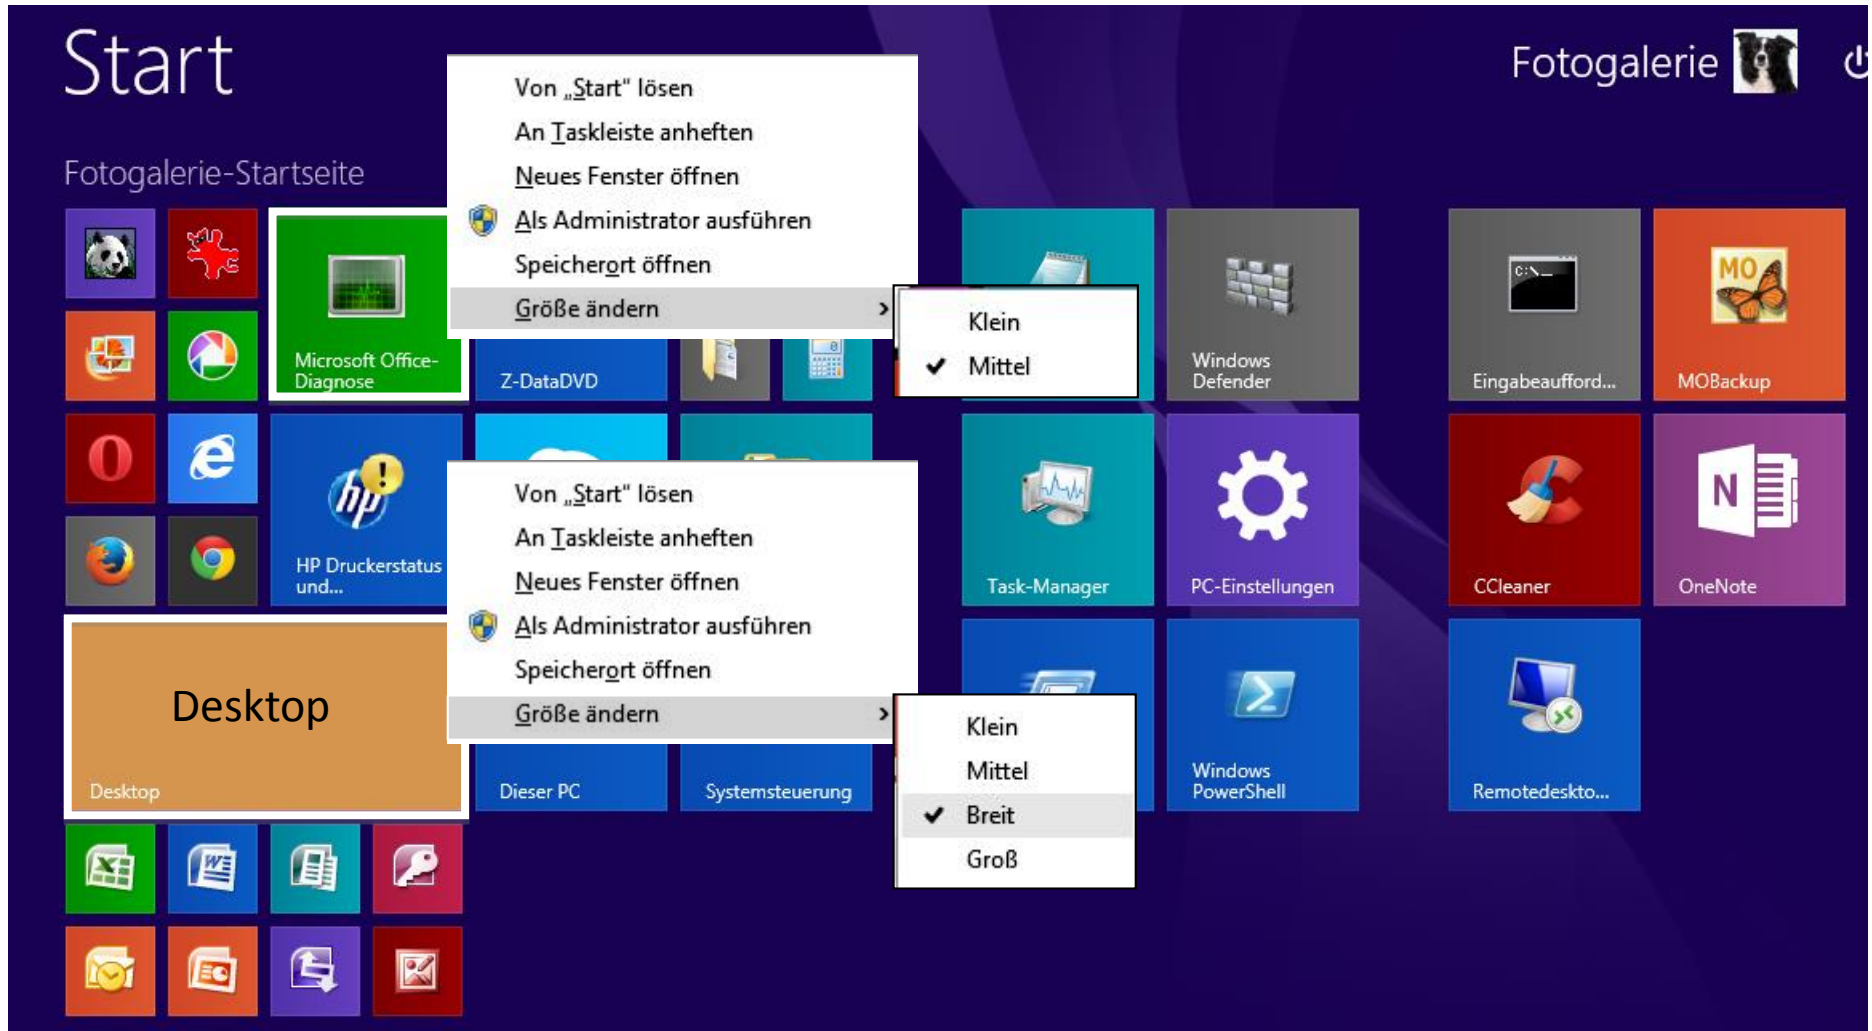 Start
Fotogalerie
Fotogalerie-Startseite
Von „Start" lösen
An Taskleiste anheften
Neues Fenster öffnen
Als Administrator ausführen
Speicherort öffnen
Größe ändern
Klein
Mittel
Microsoft Office-
Diagnose
Z-DataDVD
Windows
Defender
C:\_
Eingabeaufford...
MO
MOBackup
hp
HP Druckerstatus
und...
Von „Start" lösen
An Taskleiste anheften
Neues Fenster öffnen
Als Administrator ausführen
Speicherort öffnen
Größe ändern
Klein
Mittel
Breit
Groß
Task-Manager
PC-Einstellungen
CCleaner
N
OneNote
Desktop
Desktop
Dieser PC
Systemsteuerung
Windows
PowerShell
Remotedeskto...